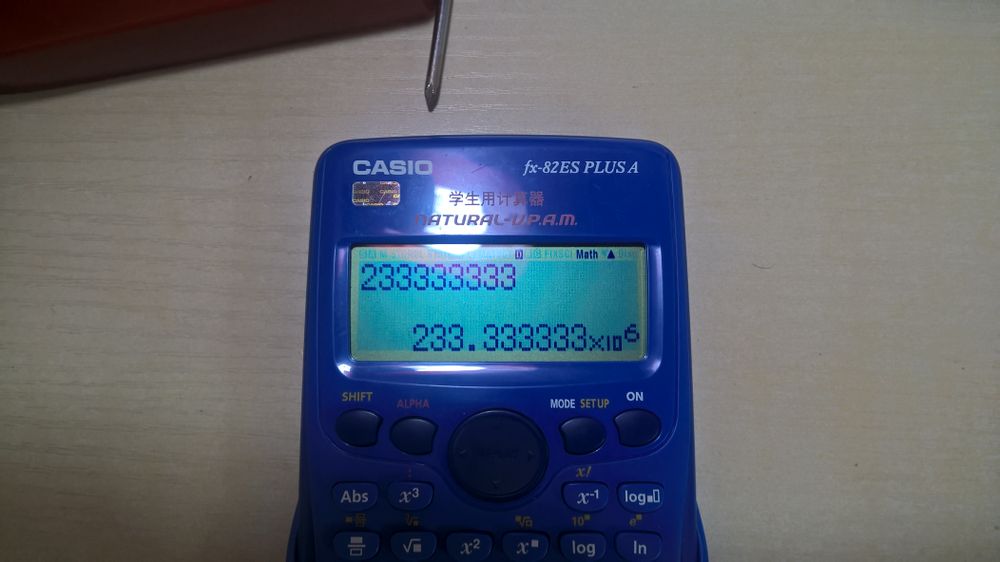 CASIO fx-82ES PLUS A
学生用计算器
NATURAL-V.P.A.M.
D Math ▲
233333333
233.333333×10⁶
SHIFT ALPHA MODE SETUP ON
x!
Abs x³ x⁻¹ log
10 e
x² x log ln